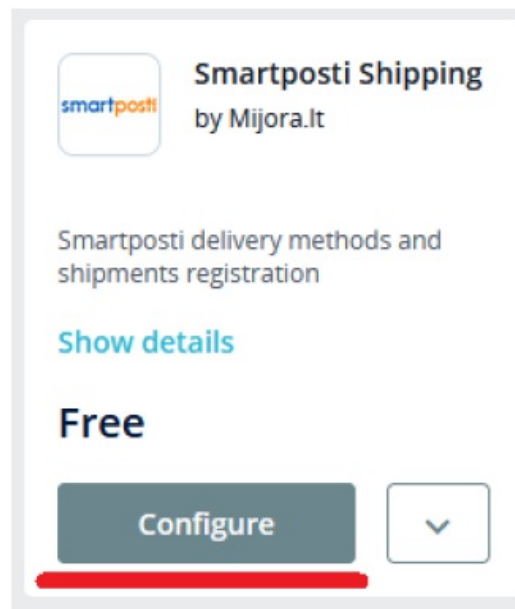 smartposti
Smartposti Shipping
by Mijora.lt
Smartposti delivery methods and
shipments registration
Show details
Free
Configure